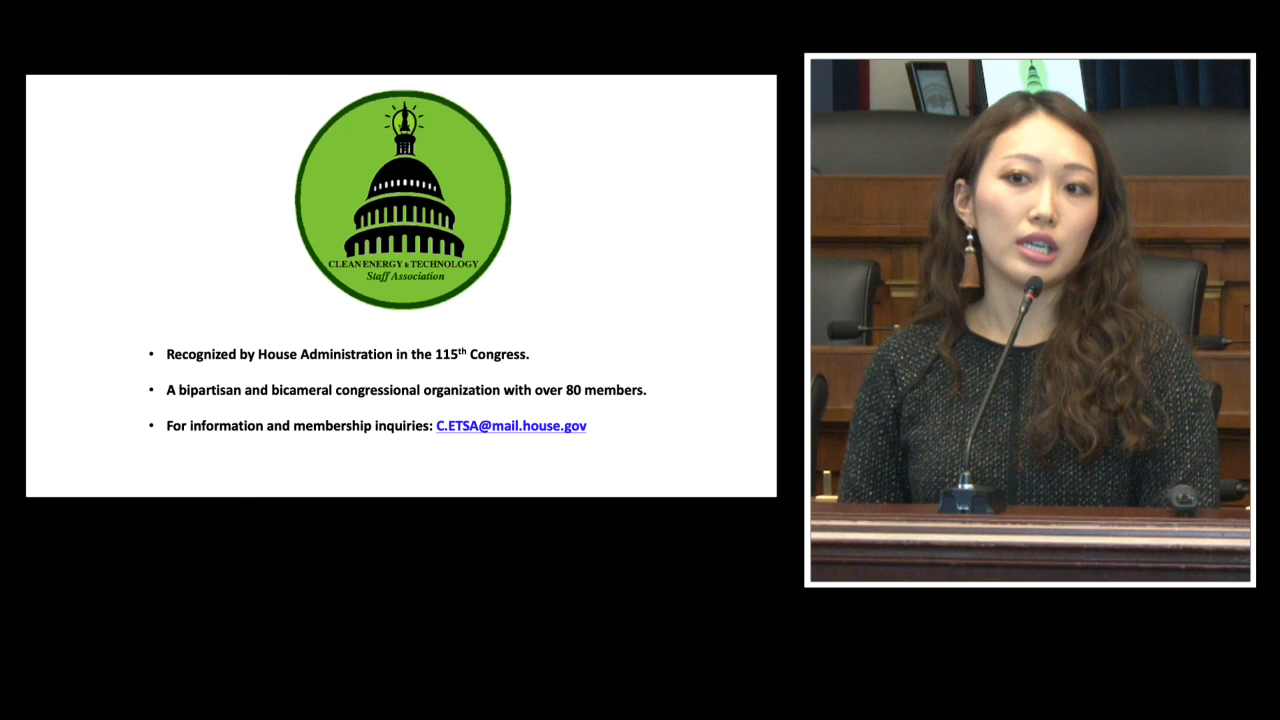 CLEAN ENERGY & TECHNOLOGY
Staff Association
• Recognized by House Administration in the 115th Congress.
• A bipartisan and bicameral congressional organization with over 80 members.
• For information and membership inquiries: C.ETSA@mail.house.gov